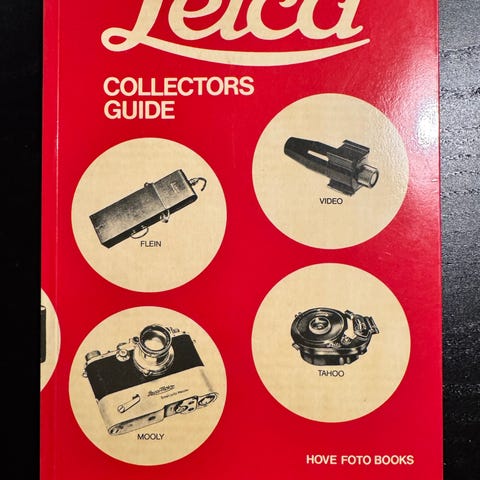 Leica
COLLECTORS
GUIDE
VIDEO
FLEIN
TAHOO
MOOLY
HOVE FOTO BOOKS